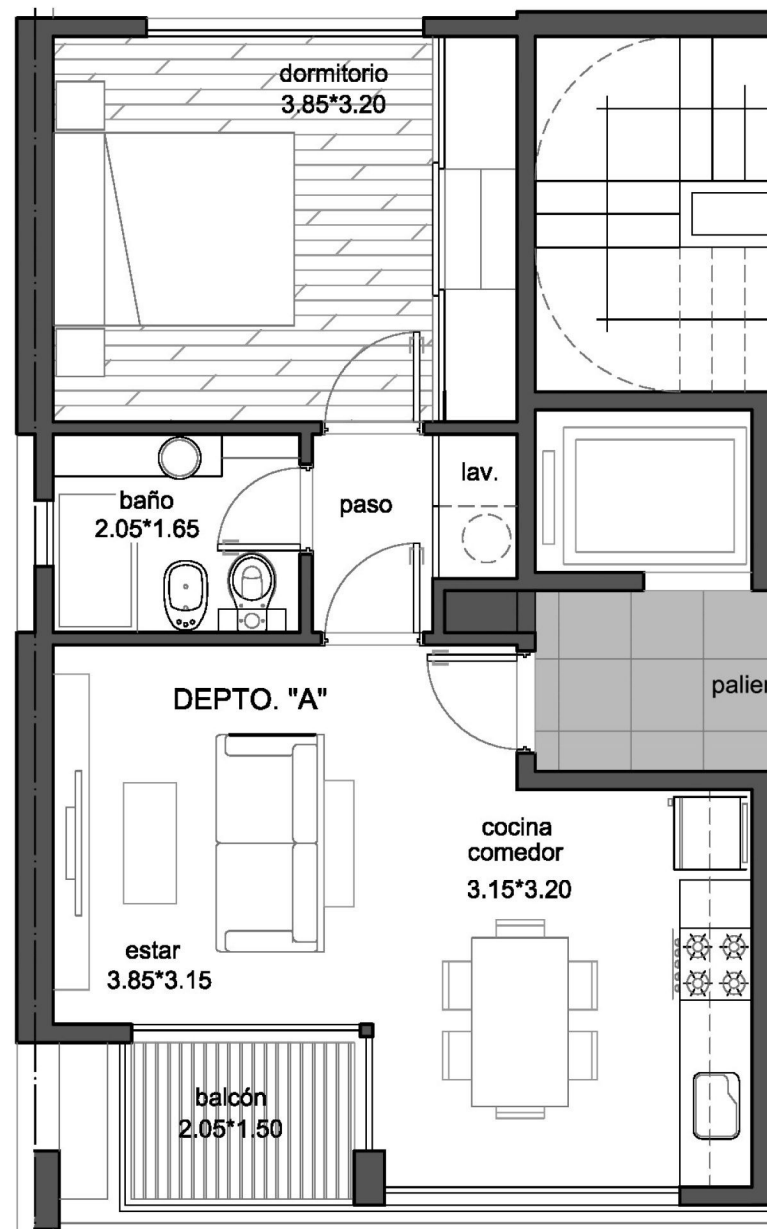 dormitorio
3.85*3.20
lav.
baño
2.05*1.65
paso
DEPTO. "A"
palier
cocina
comedor
3.15*3.20
estar
3.85*3.15
balcón
2.05*1.50